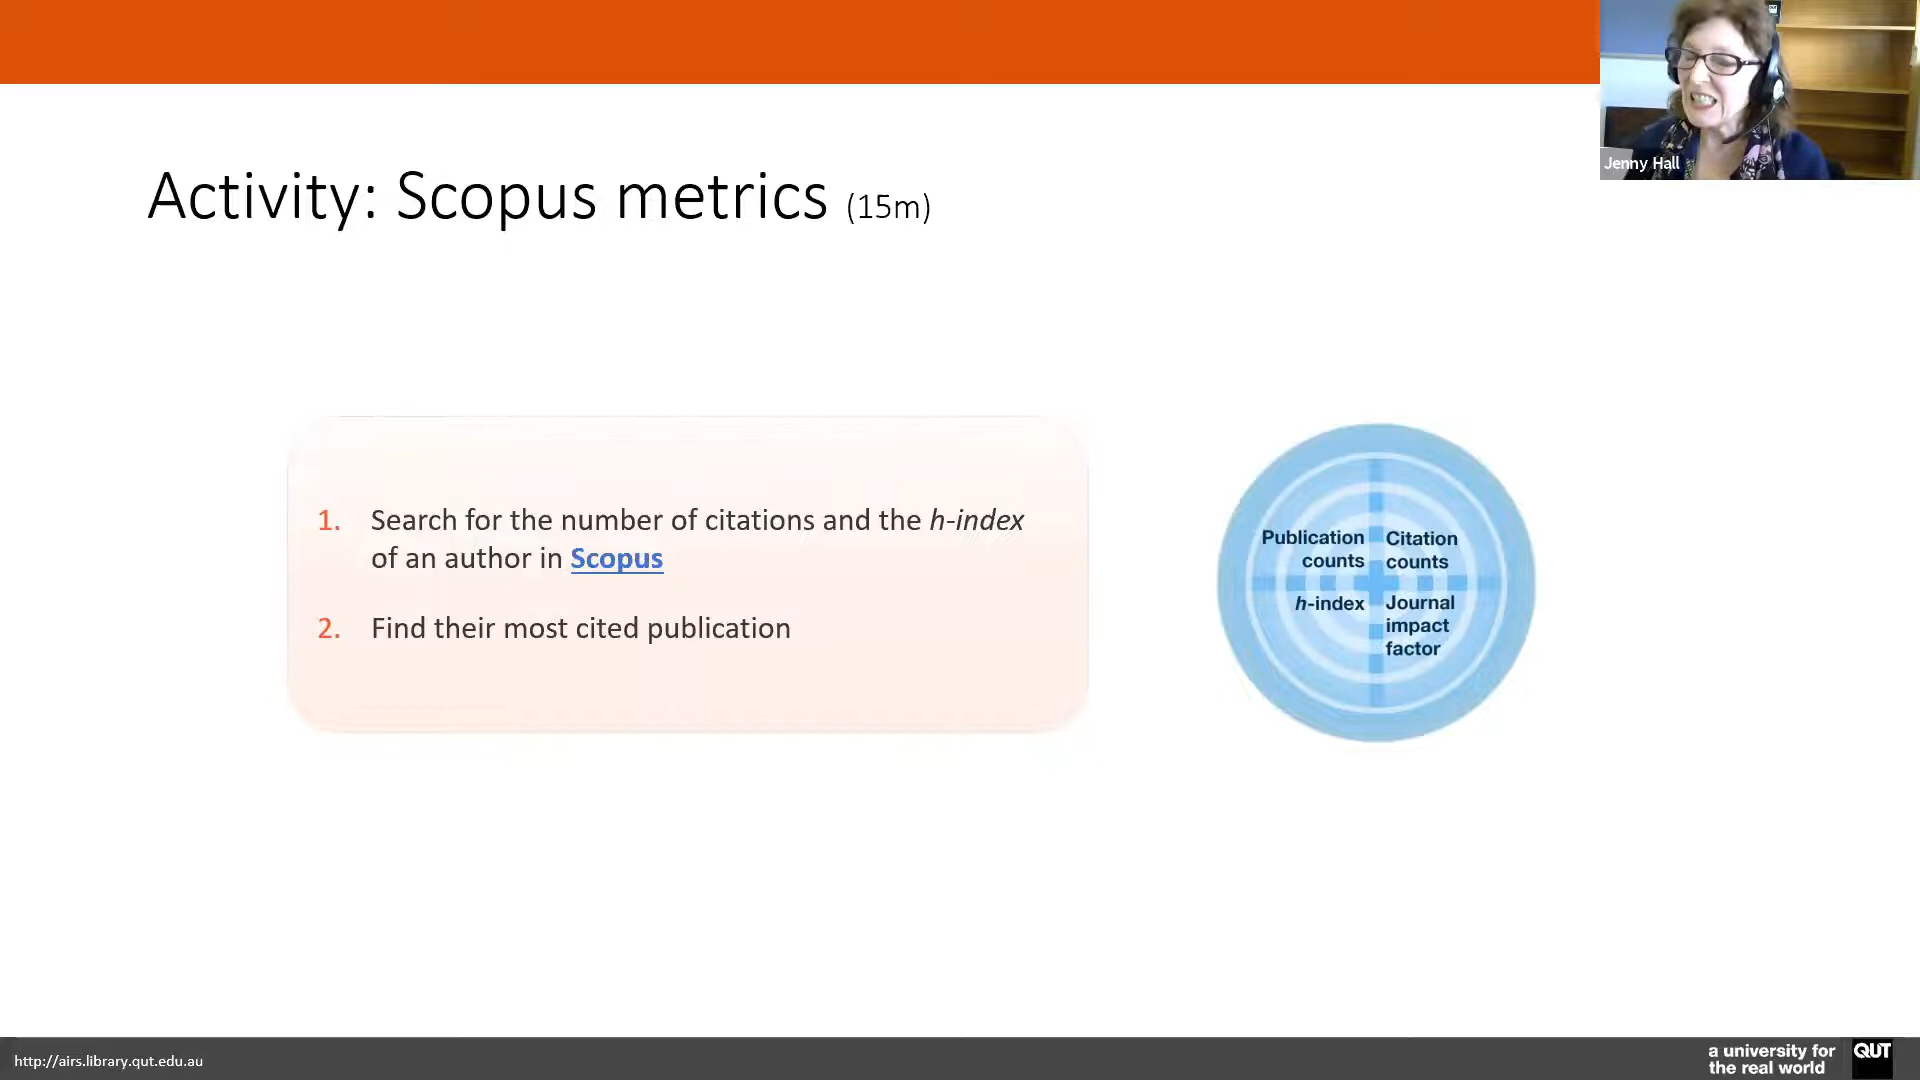 Jenny Hall
Activity: Scopus metrics (15m)
1. Search for the number of citations and the h-index
of an author in Scopus
2. Find their most cited publication
Publication
counts
Citation
counts
h-index
Journal
impact
factor
http://airs.library.qut.edu.au
a university for
the real world
QUT